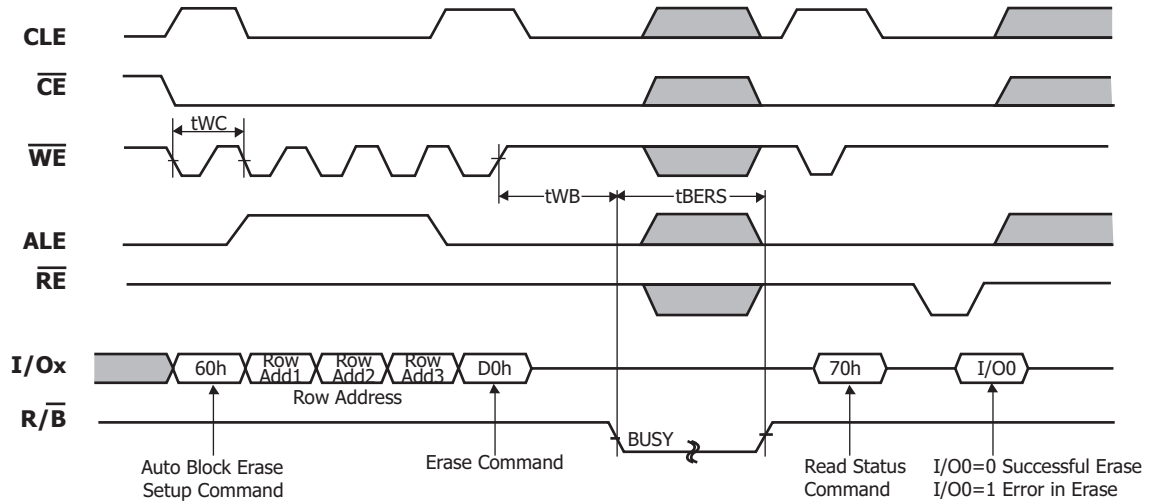 CLE
CE
tWC
WE
tWB
tBERS
ALE
RE
I/Ox
60h
Row Add1
Row Add2
Row Add3
D0h
70h
I/O0
Row Address
R/B
BUSY
Auto Block Erase
Setup Command
Erase Command
Read Status
Command
I/O0=0 Successful Erase
I/O0=1 Error in Erase